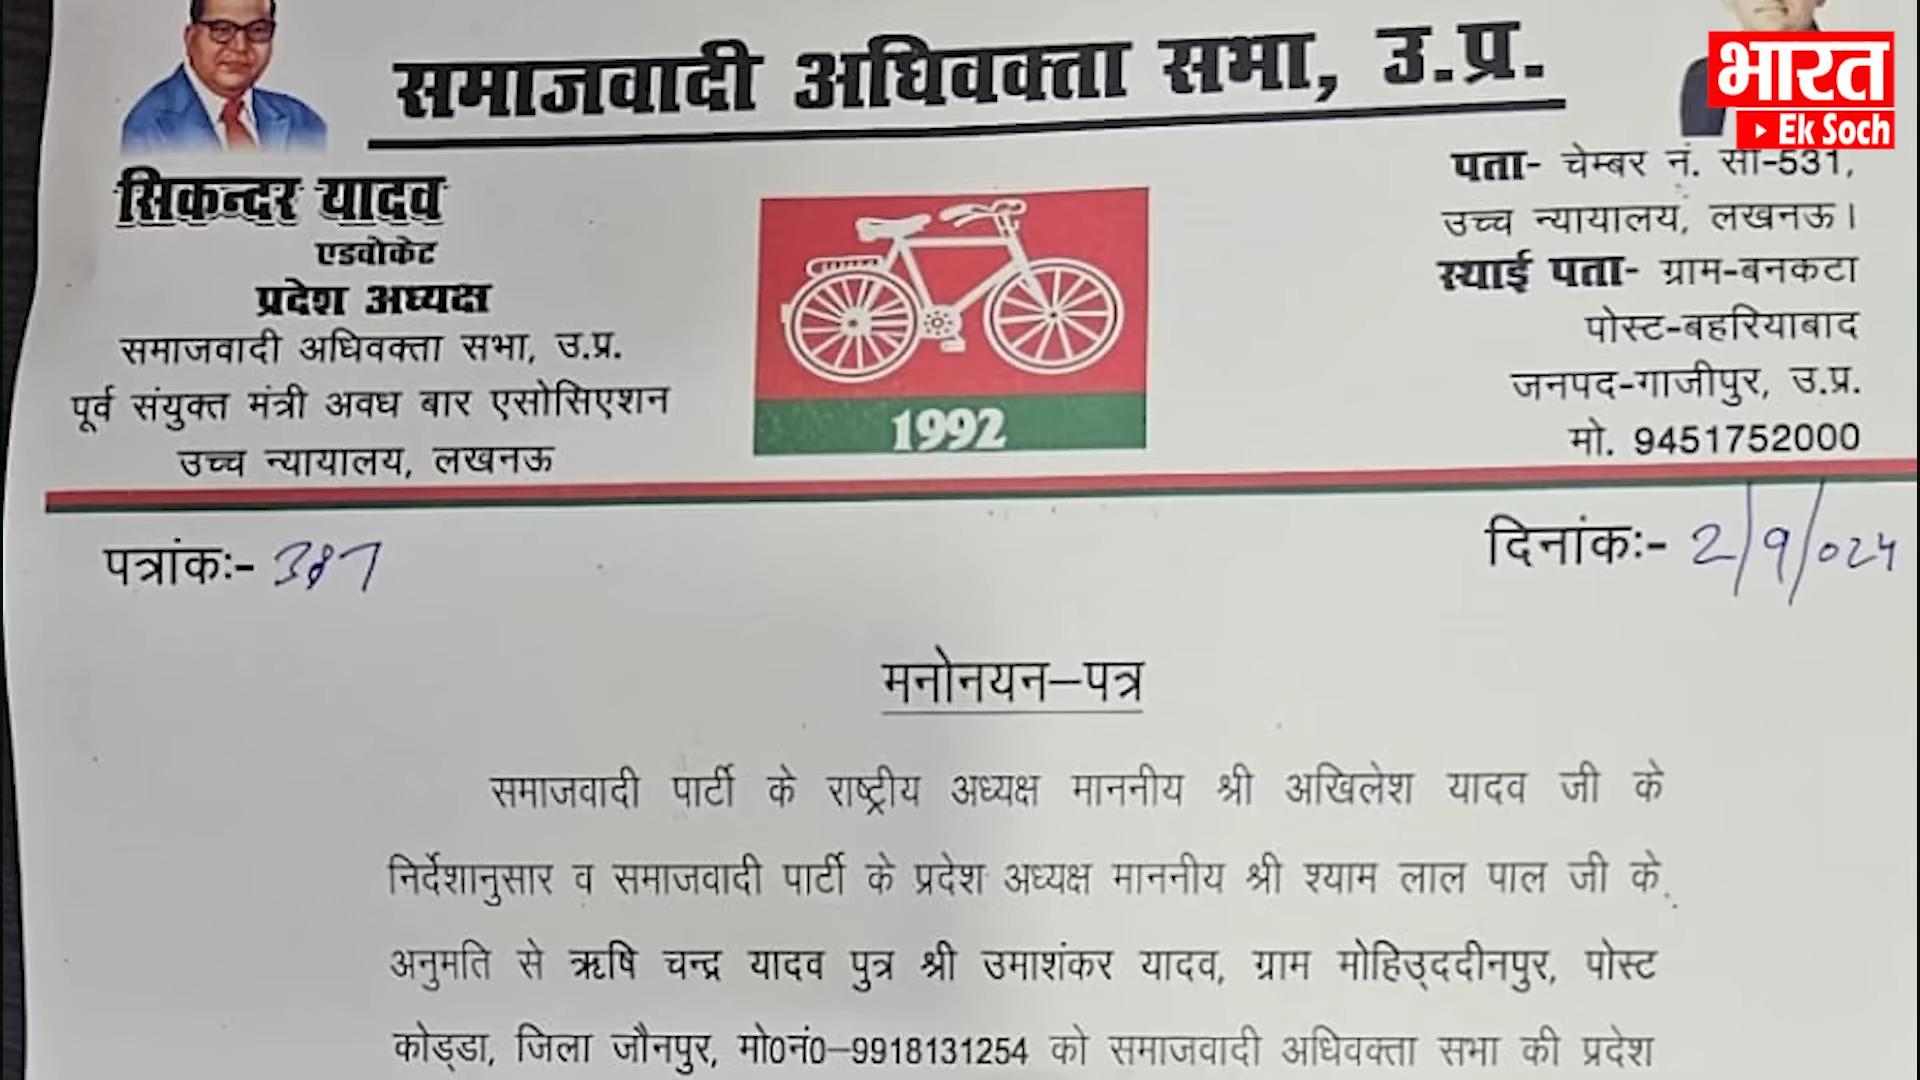 समाजवादी अधिवक्ता सभा, उ.प्र.
भारत
Ek Soch
सिकन्दर यादव
एडवोकेट
प्रदेश अध्यक्ष
समाजवादी अधिवक्ता सभा, उ.प्र.
पूर्व संयुक्त मंत्री अवध बार एसोसिएशन
उच्च न्यायालय, लखनऊ
1992
पता- चेम्बर नं. सी-531,
उच्च न्यायालय, लखनऊ।
स्थाई पता- ग्राम-बनकटा
पोस्ट-बहरियाबाद
जनपद-गाजीपुर, उ.प्र.
मो. 9451752000
पत्रांकः- 387
दिनांकः- 2/9/024
मनोनयन–पत्र
समाजवादी पार्टी के राष्ट्रीय अध्यक्ष माननीय श्री अखिलेश यादव जी के
निर्देशानुसार व समाजवादी पार्टी के प्रदेश अध्यक्ष माननीय श्री श्याम लाल पाल जी के
अनुमति से ऋषि चन्द्र यादव पुत्र श्री उमाशंकर यादव, ग्राम मोहिउ्ददीनपुर, पोस्ट
कोड्डा, जिला जौनपुर, मो0नं0–9918131254 को समाजवादी अधिवक्ता सभा की प्रदेश